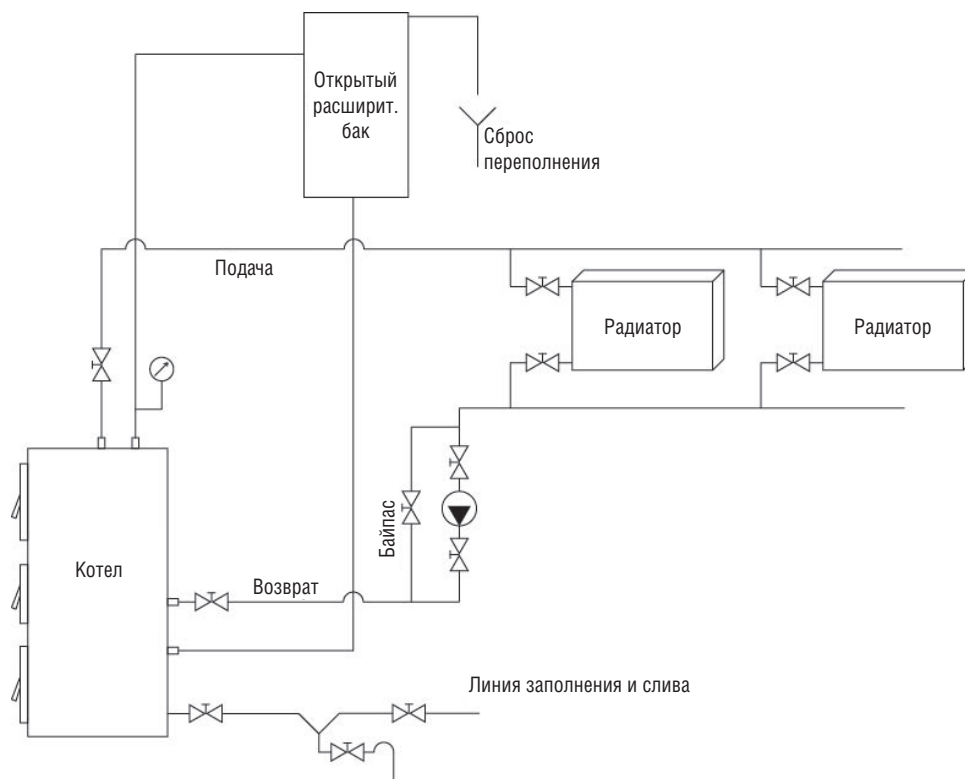 Открытый
расширит.
бак
Сброс
переполнения
Подача
Радиатор
Радиатор
Байпас
Котел
Возврат
Линия заполнения и слива